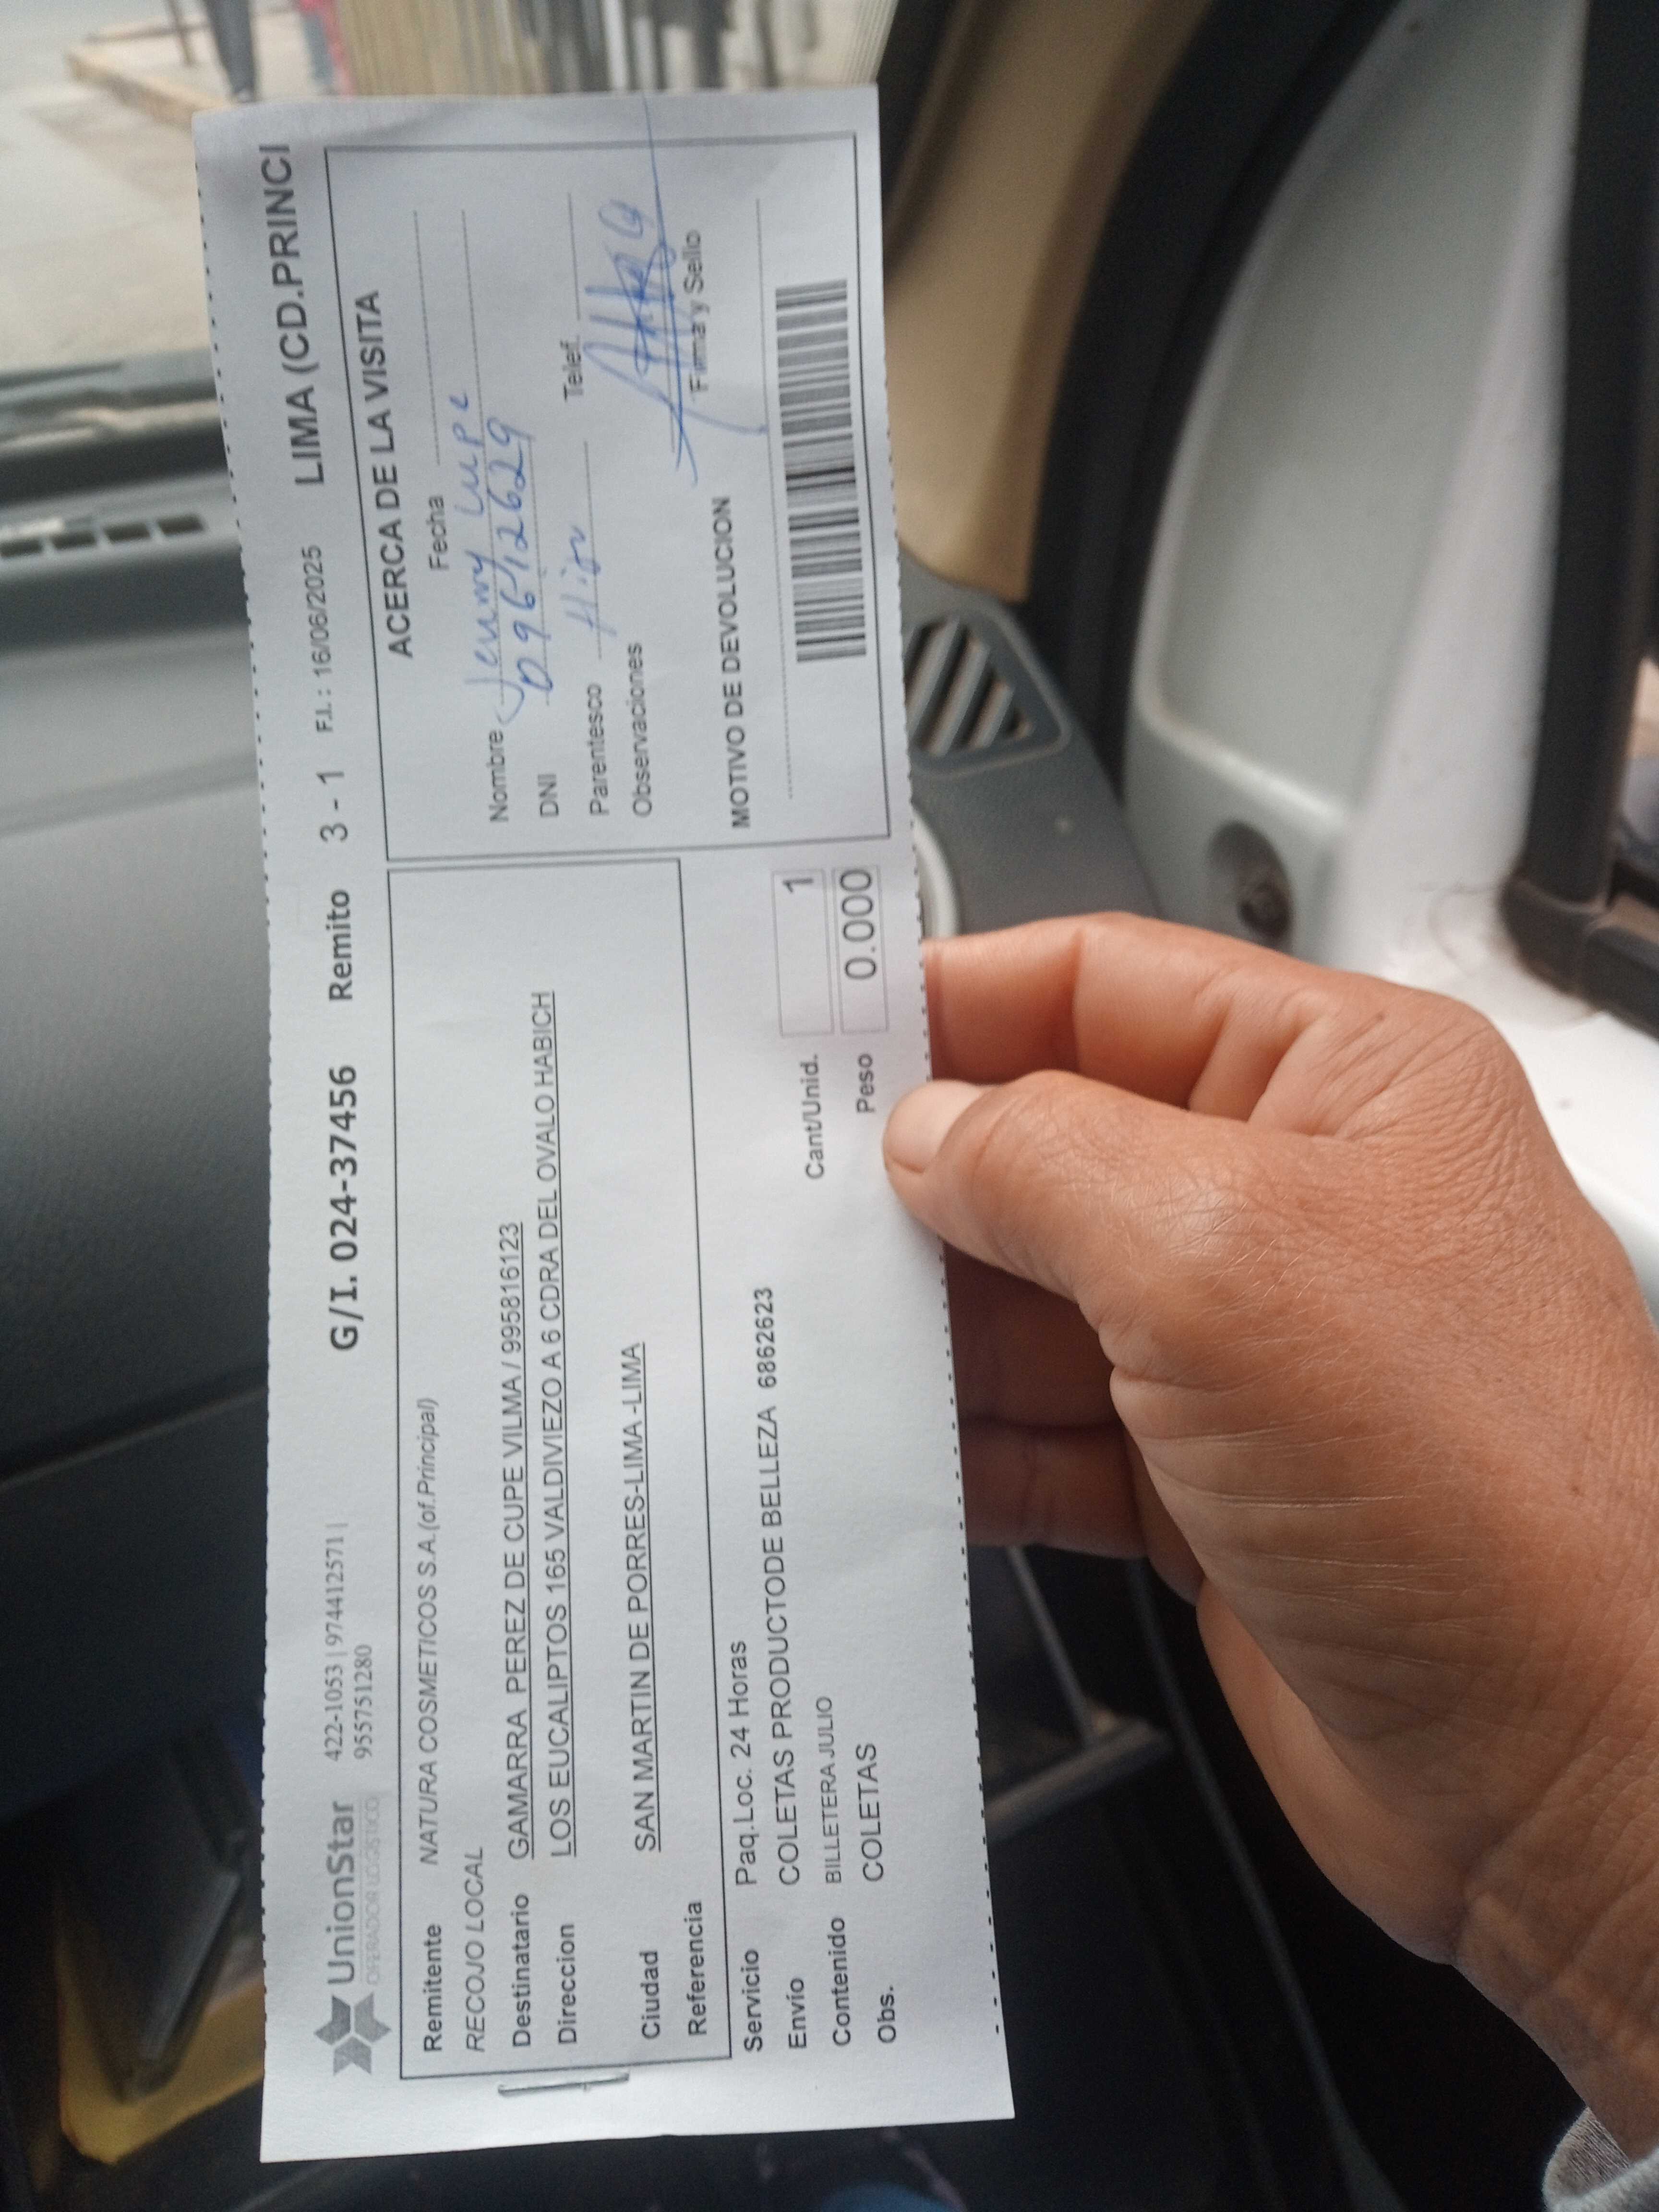 UnionStar
OPERADOR LOGISTICO
422-1053 | 974412571 |
955751280
G/I. 024-37456 Remito 3 - 1 F.I.: 16/06/2025 LIMA (CD.PRINCI
Remitente NATURA COSMETICOS S.A.(of.Principal)
RECOJO LOCAL
Destinatario GAMARRA PEREZ DE CUPE VILMA / 995816123
Direccion LOS EUCALIPTOS 165 VALDIVIEZO A 6 CDRA DEL OVALO HABICH
Ciudad SAN MARTIN DE PORRES-LIMA -LIMA
Referencia
Servicio Paq.Loc. 24 Horas
Envío COLETAS PRODUCTODE BELLEZA 6862623
Contenido BILLETERA JULIO
Obs. COLETAS
Cant/Unid. 1
Peso 0.000
ACERCA DE LA VISITA
Fecha
Nombre Jenny Cupe
DNI 09612629
Parentesco Telef.
Observaciones
Firma y Sello
MOTIVO DE DEVOLUCION